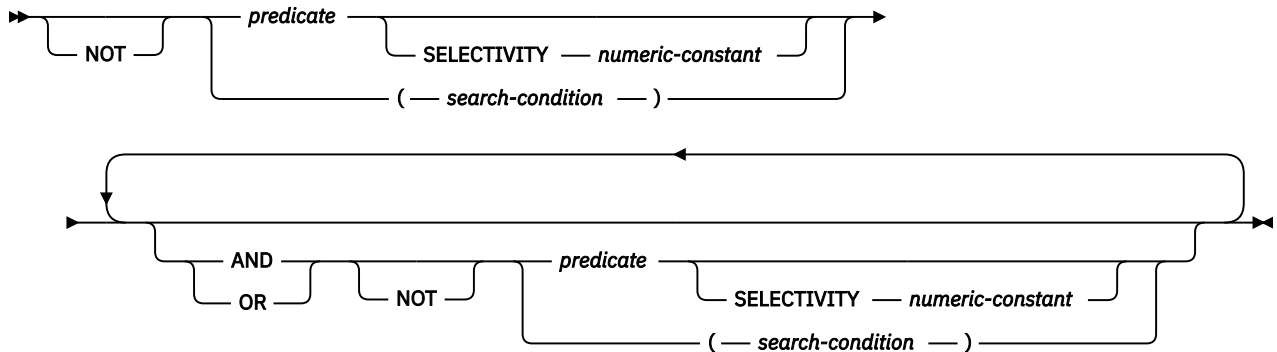 predicate
NOT SELECTIVITY numeric-constant
( search-condition )
AND predicate
OR NOT SELECTIVITY numeric-constant
( search-condition )